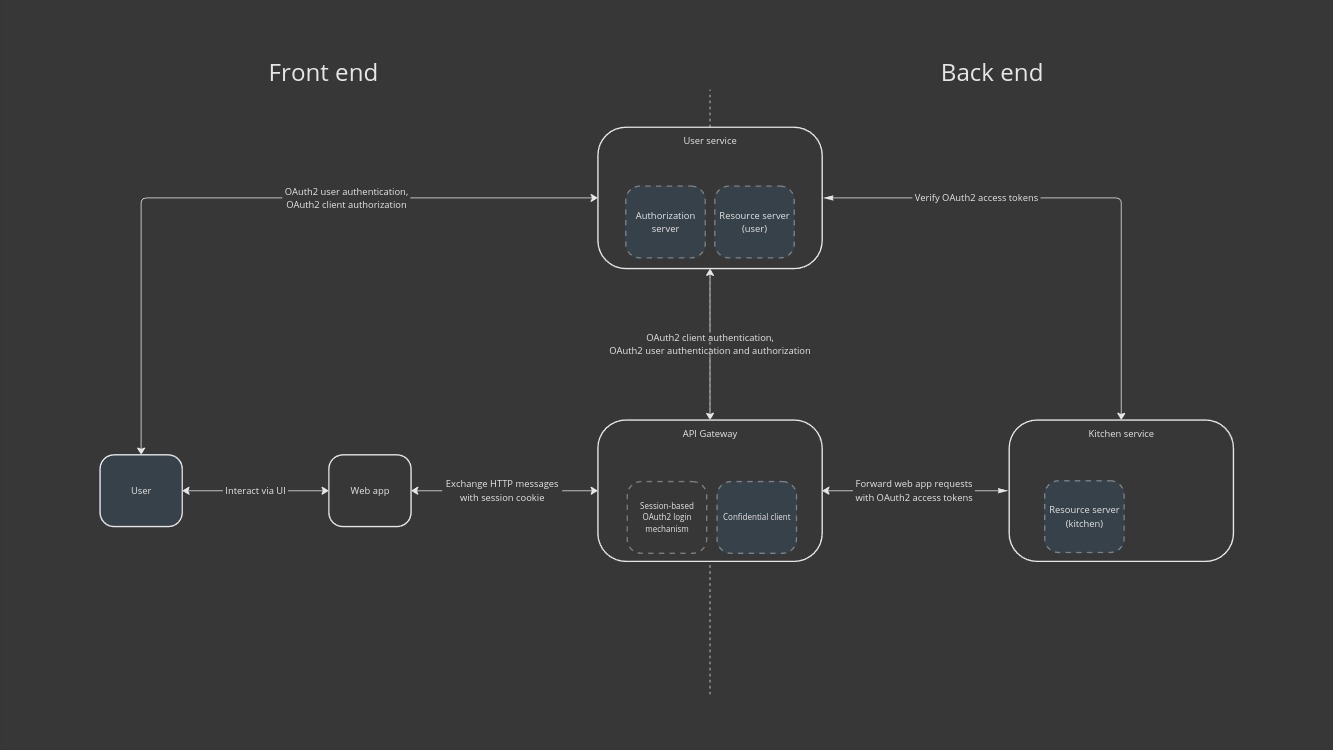 Front end
Back end
User service
Authorization
server
Resource server
(user)
OAuth2 user authentication,
OAuth2 client authorization
Verify OAuth2 access tokens
OAuth2 client authentication,
OAuth2 user authentication and authorization
User
Interact via UI
Web app
Exchange HTTP messages
with session cookie
API Gateway
Session-based
OAuth2 login
mechanism
Confidential client
Forward web app requests
with OAuth2 access tokens
Kitchen service
Resource server
(kitchen)